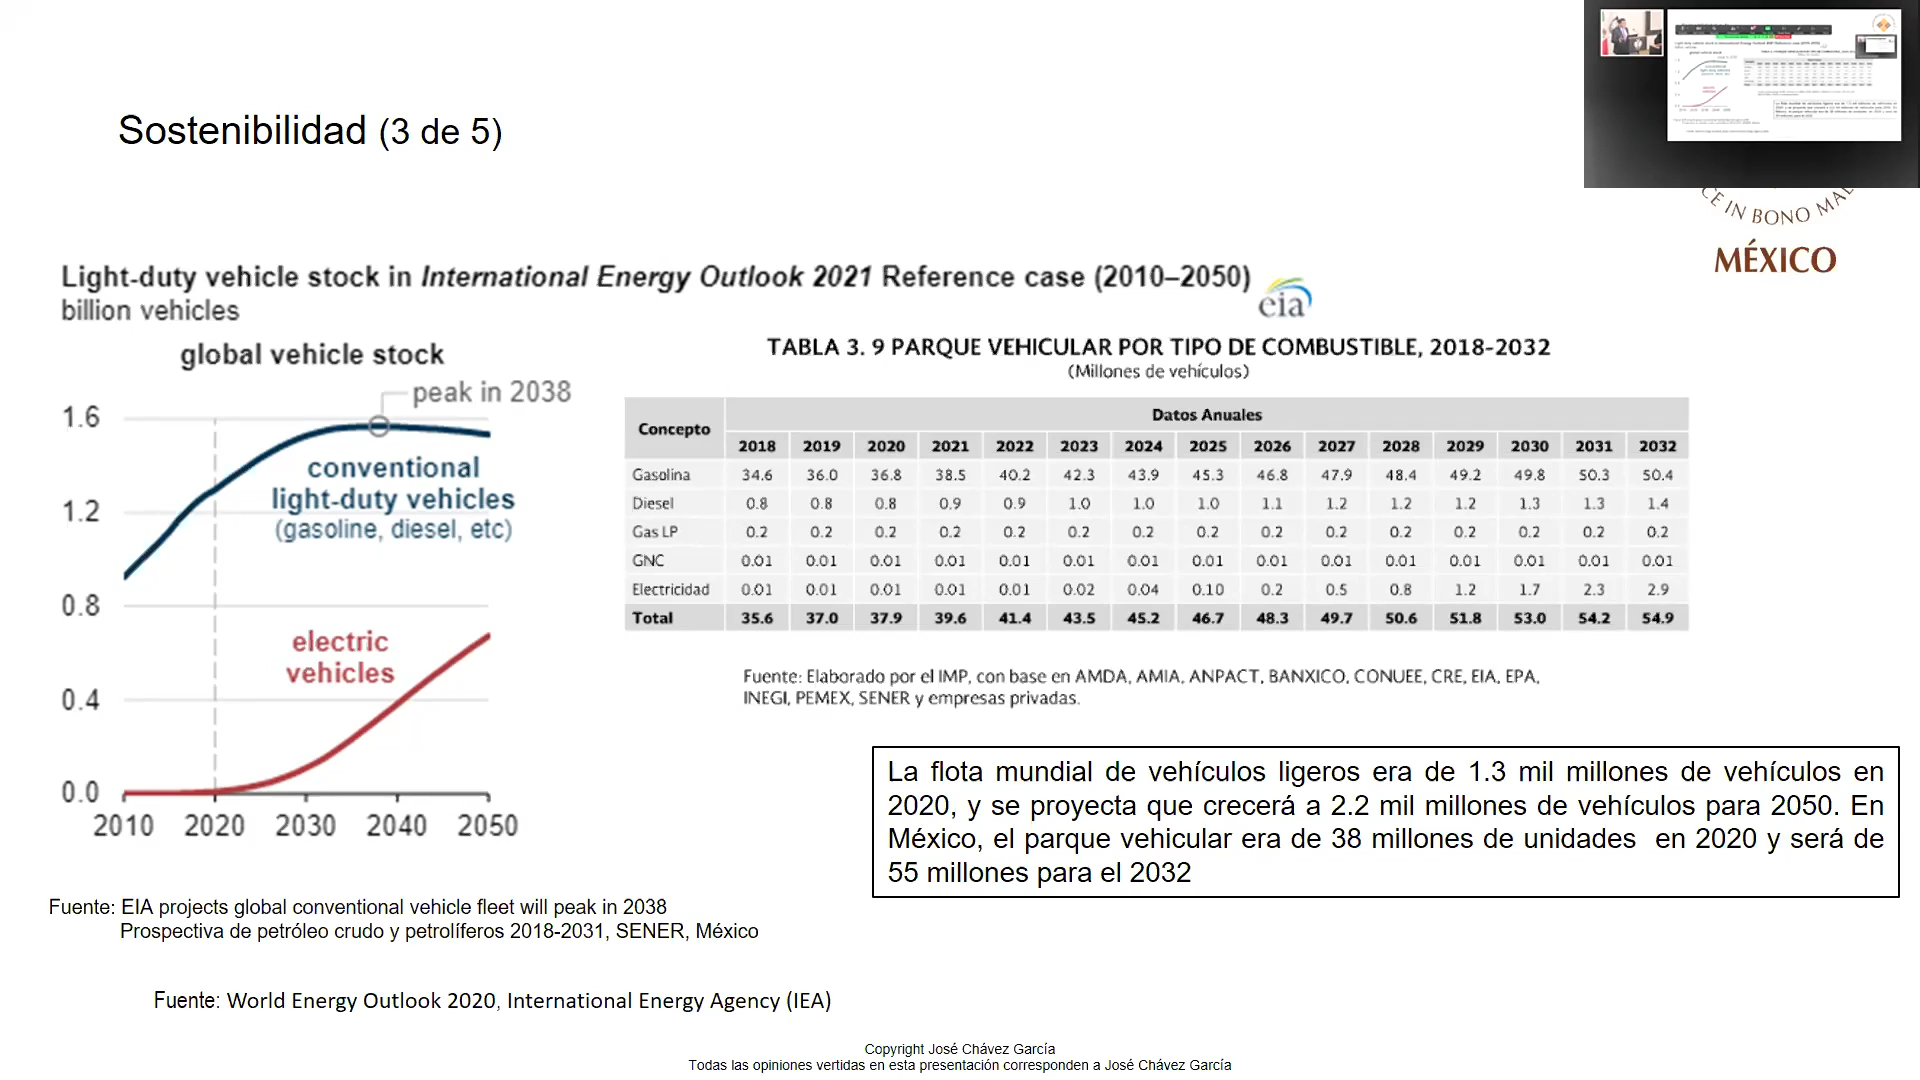 Sostenibilidad (3 de 5)
CE IN BONO MAL
MÉXICO
Light-duty vehicle stock in International Energy Outlook 2021 Reference case (2010–2050)
billion vehicles
eia
global vehicle stock
peak in 2038
1.6
1.2
0.8
0.4
0.0
conventional
light-duty vehicles
(gasoline, diesel, etc)
electric
vehicles
2010 2020 2030 2040 2050
TABLA 3. 9 PARQUE VEHICULAR POR TIPO DE COMBUSTIBLE, 2018-2032
(Millones de vehículos)
Concepto Datos Anuales
2018 2019 2020 2021 2022 2023 2024 2025 2026 2027 2028 2029 2030 2031 2032
Gasolina 34.6 36.0 36.8 38.5 40.2 42.3 43.9 45.3 46.8 47.9 48.4 49.2 49.8 50.3 50.4
Diesel 0.8 0.8 0.8 0.9 0.9 1.0 1.0 1.0 1.1 1.2 1.2 1.2 1.3 1.3 1.4
Gas LP 0.2 0.2 0.2 0.2 0.2 0.2 0.2 0.2 0.2 0.2 0.2 0.2 0.2 0.2 0.2
GNC 0.01 0.01 0.01 0.01 0.01 0.01 0.01 0.01 0.01 0.01 0.01 0.01 0.01 0.01 0.01
Electricidad 0.01 0.01 0.01 0.01 0.01 0.02 0.04 0.10 0.2 0.5 0.8 1.2 1.7 2.3 2.9
Total 35.6 37.0 37.9 39.6 41.4 43.5 45.2 46.7 48.3 49.7 50.6 51.8 53.0 54.2 54.9
Fuente: Elaborado por el IMP, con base en AMDA, AMIA, ANPACT, BANXICO, CONUEE, CRE, EIA, EPA,
INEGI, PEMEX, SENER y empresas privadas.
La flota mundial de vehículos ligeros era de 1.3 mil millones de vehículos en
2020, y se proyecta que crecerá a 2.2 mil millones de vehículos para 2050. En
México, el parque vehicular era de 38 millones de unidades en 2020 y será de
55 millones para el 2032
Fuente: EIA projects global conventional vehicle fleet will peak in 2038
Prospectiva de petróleo crudo y petrolíferos 2018-2031, SENER, México
Fuente: World Energy Outlook 2020, International Energy Agency (IEA)
Copyright José Chávez García
Todas las opiniones vertidas en esta presentación corresponden a José Chávez García